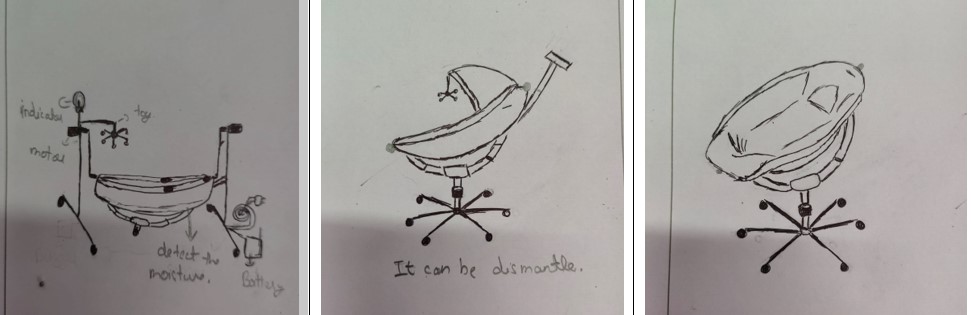 indicator
toy
motor
detect the
moisture.
Battery
It can be dismantle.